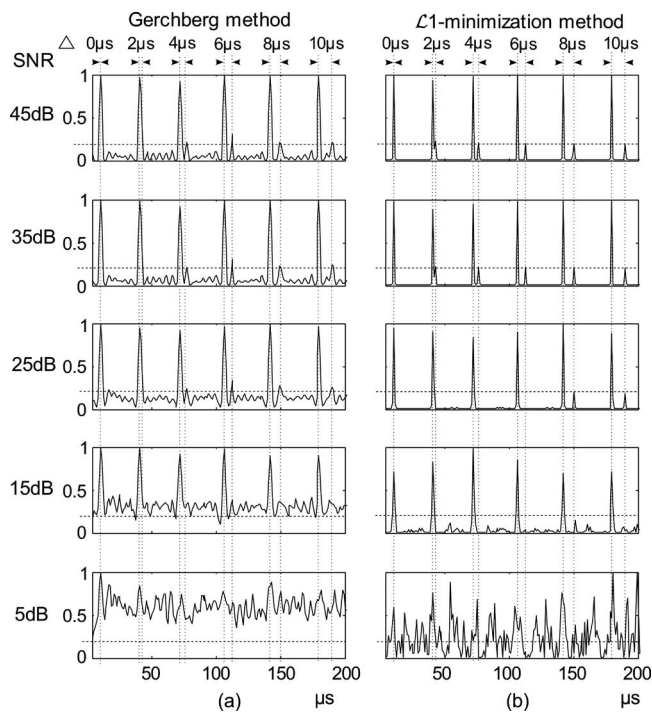 Gerchberg method
ℒ1-minimization method
△ 0µs 2µs 4µs 6µs 8µs 10µs
0µs 2µs 4µs 6µs 8µs 10µs
SNR
45dB
1
0.5
0
35dB
1
0.5
0
25dB
1
0.5
0
15dB
1
0.5
0
5dB
1
0.5
0
50 100 150 200
50 100 150 200
(a) µs
(b) µs